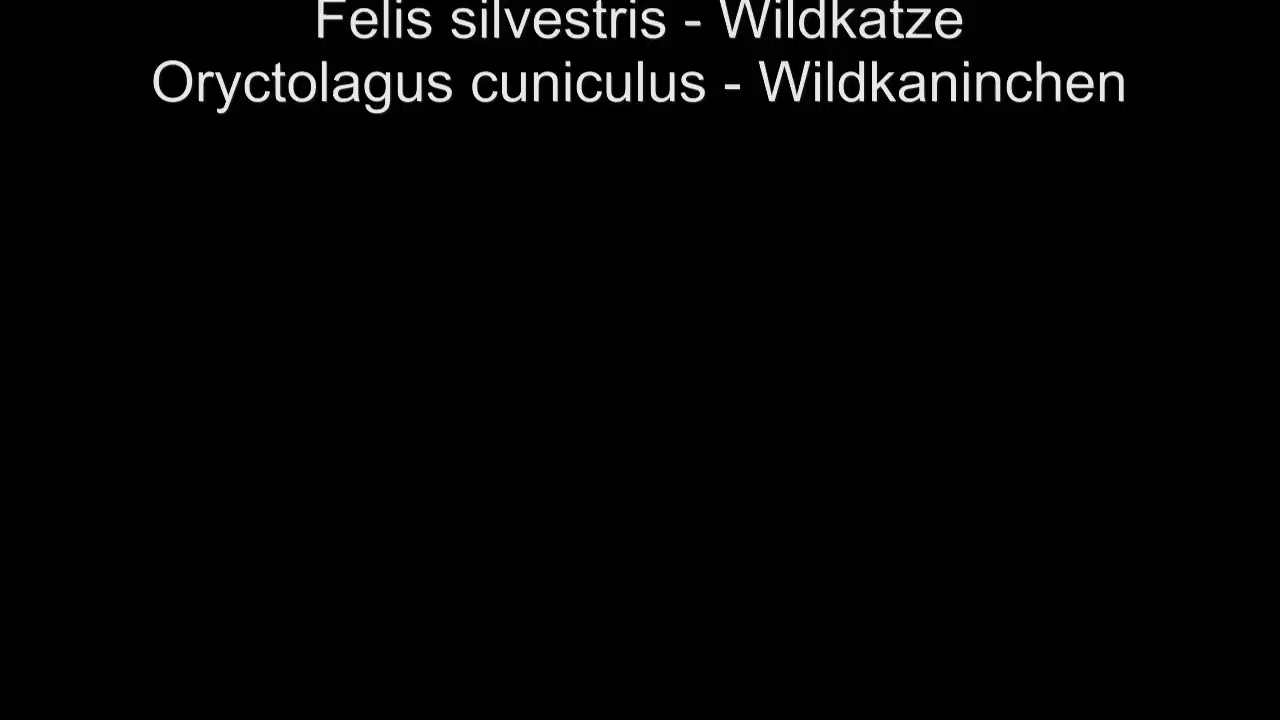 Felis silvestris - Wildkatze
Oryctolagus cuniculus - Wildkaninchen